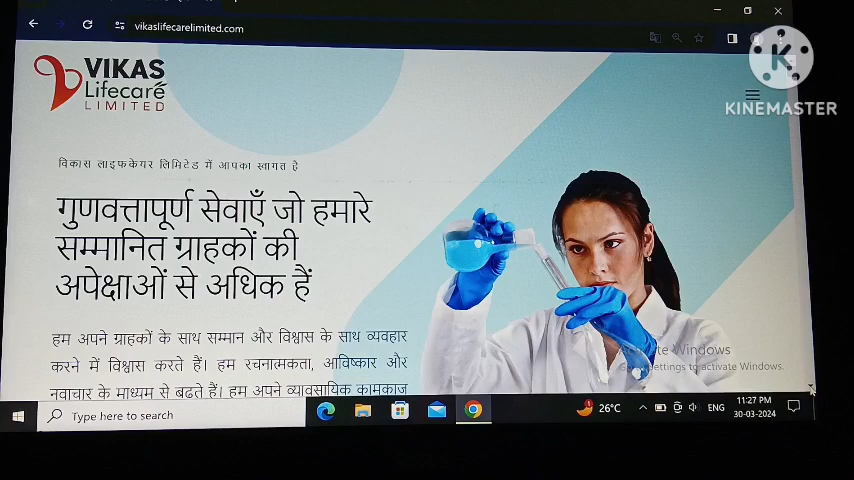 vikaslifecarelimited.com
VIKAS
Lifecaré
LIMITED
KINEMASTER
विकास लाइफकेयर लिमिटेड में आपका स्वागत है
गुणवत्तापूर्ण सेवाएँ जो हमारे
सम्मानित ग्राहकों की
अपेक्षाओं से अधिक हैं
हम अपने ग्राहकों के साथ सम्मान और विश्वास के साथ व्यवहार
करने में विश्वास करते हैं। हम रचनात्मकता, आविष्कार और
नवाचार के माध्यम से बढ़ते हैं। हम अपने व्यावसायिक कामकाज
Activate Windows
Go to Settings to activate Windows.
Type here to search
26°C
ENG
11:27 PM
30-03-2024